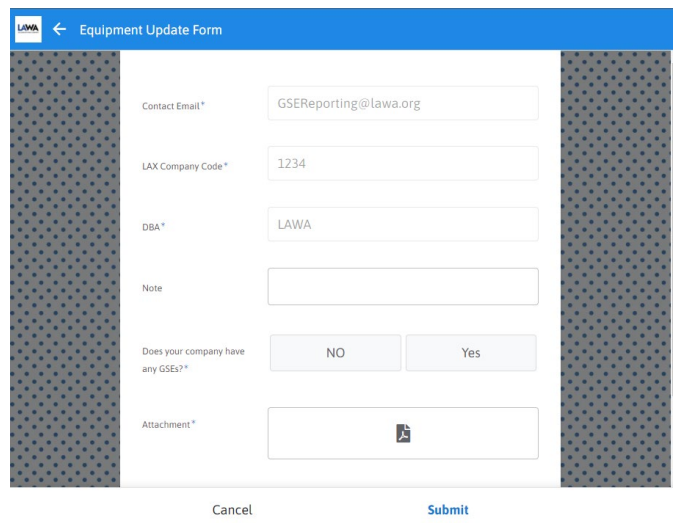 LAWA
Equipment Update Form
Contact Email*
GSEReporting@lawa.org
LAX Company Code*
1234
DBA*
LAWA
Note
Does your company have
any GSEs?*
NO
Yes
Attachment*
Cancel
Submit